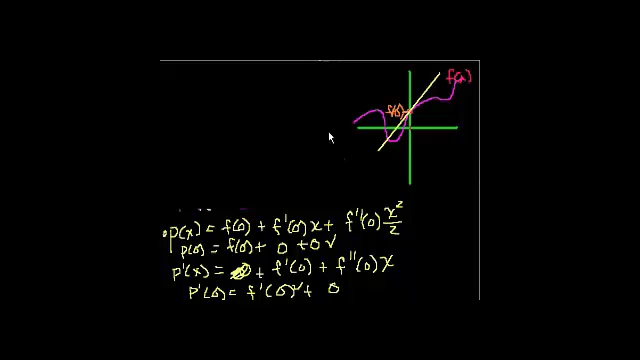 f(x)
f(0)
P(x) = f(0) + f'(0)x + f''(0) x²/2
P(0) = f(0) + 0 + 0 ✓
P'(x) = + f'(0) + f''(0)x
P'(0) = f'(0) + 0